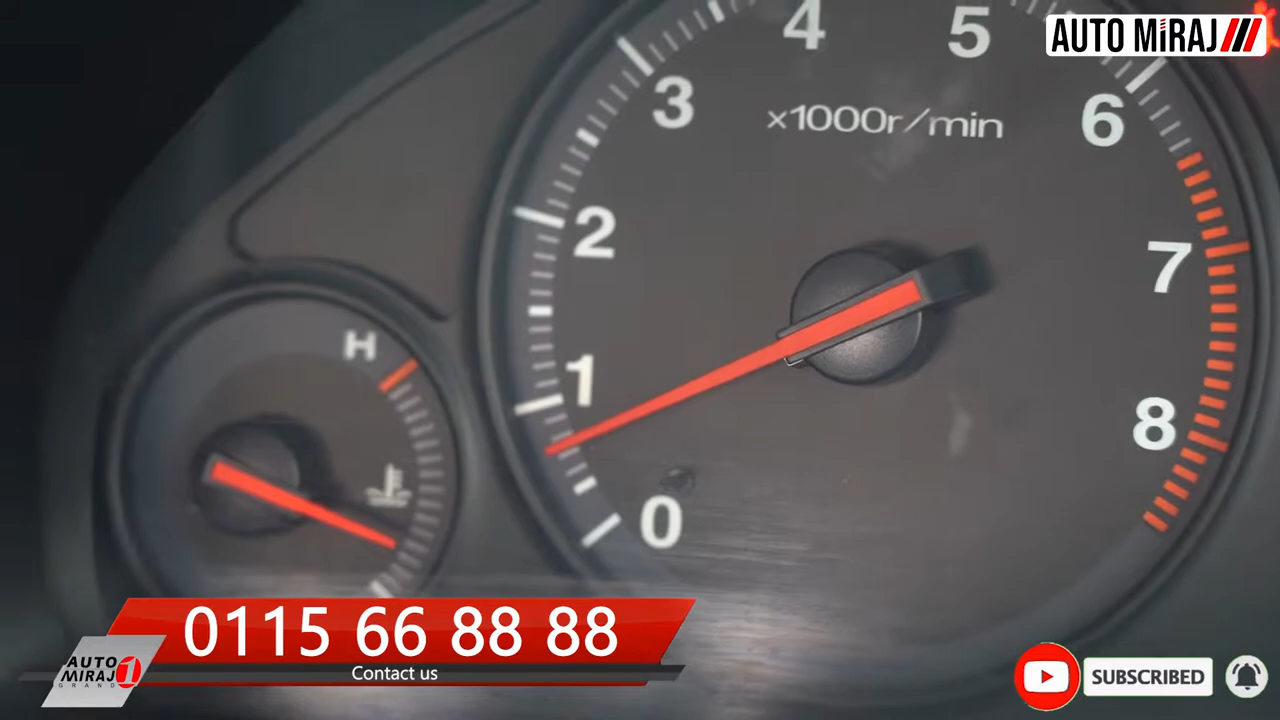 AUTO MiRAJ
4 5
3 6
x1000r/min
2 7
H
1 8
0
0115 66 88 88
Contact us
AUTO
MIRAJ 1
GRAND
SUBSCRIBED